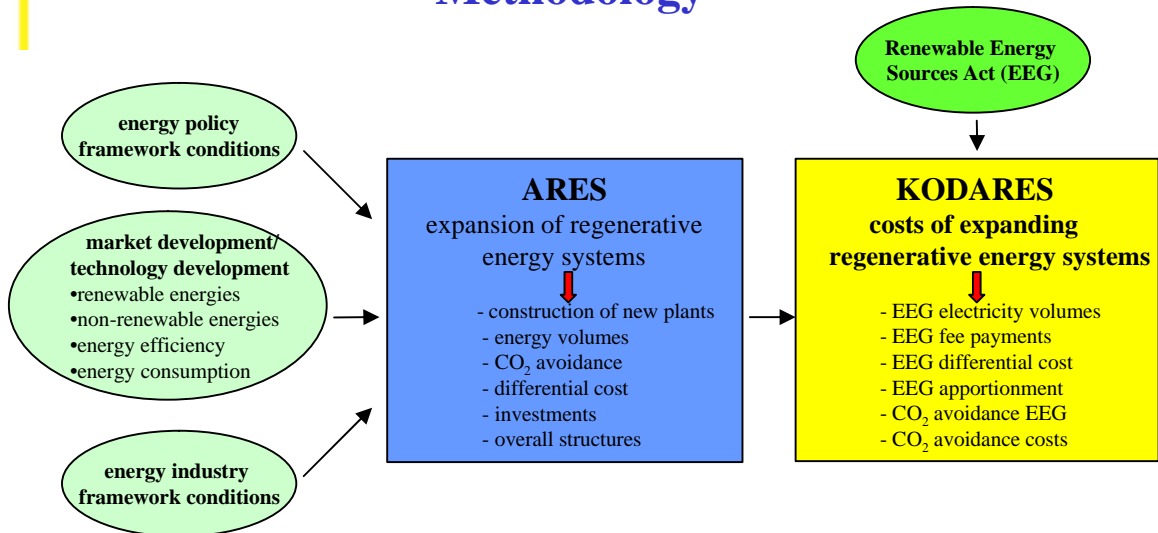 Methodology
Renewable Energy
Sources Act (EEG)
energy policy
framework conditions
market development/
technology development
•renewable energies
•non-renewable energies
•energy efficiency
•energy consumption
energy industry
framework conditions
ARES
expansion of regenerative
energy systems
- construction of new plants
- energy volumes
- CO₂ avoidance
- differential cost
- investments
- overall structures
KODARES
costs of expanding
regenerative energy systems
- EEG electricity volumes
- EEG fee payments
- EEG differential cost
- EEG apportionment
- CO₂ avoidance EEG
- CO₂ avoidance costs